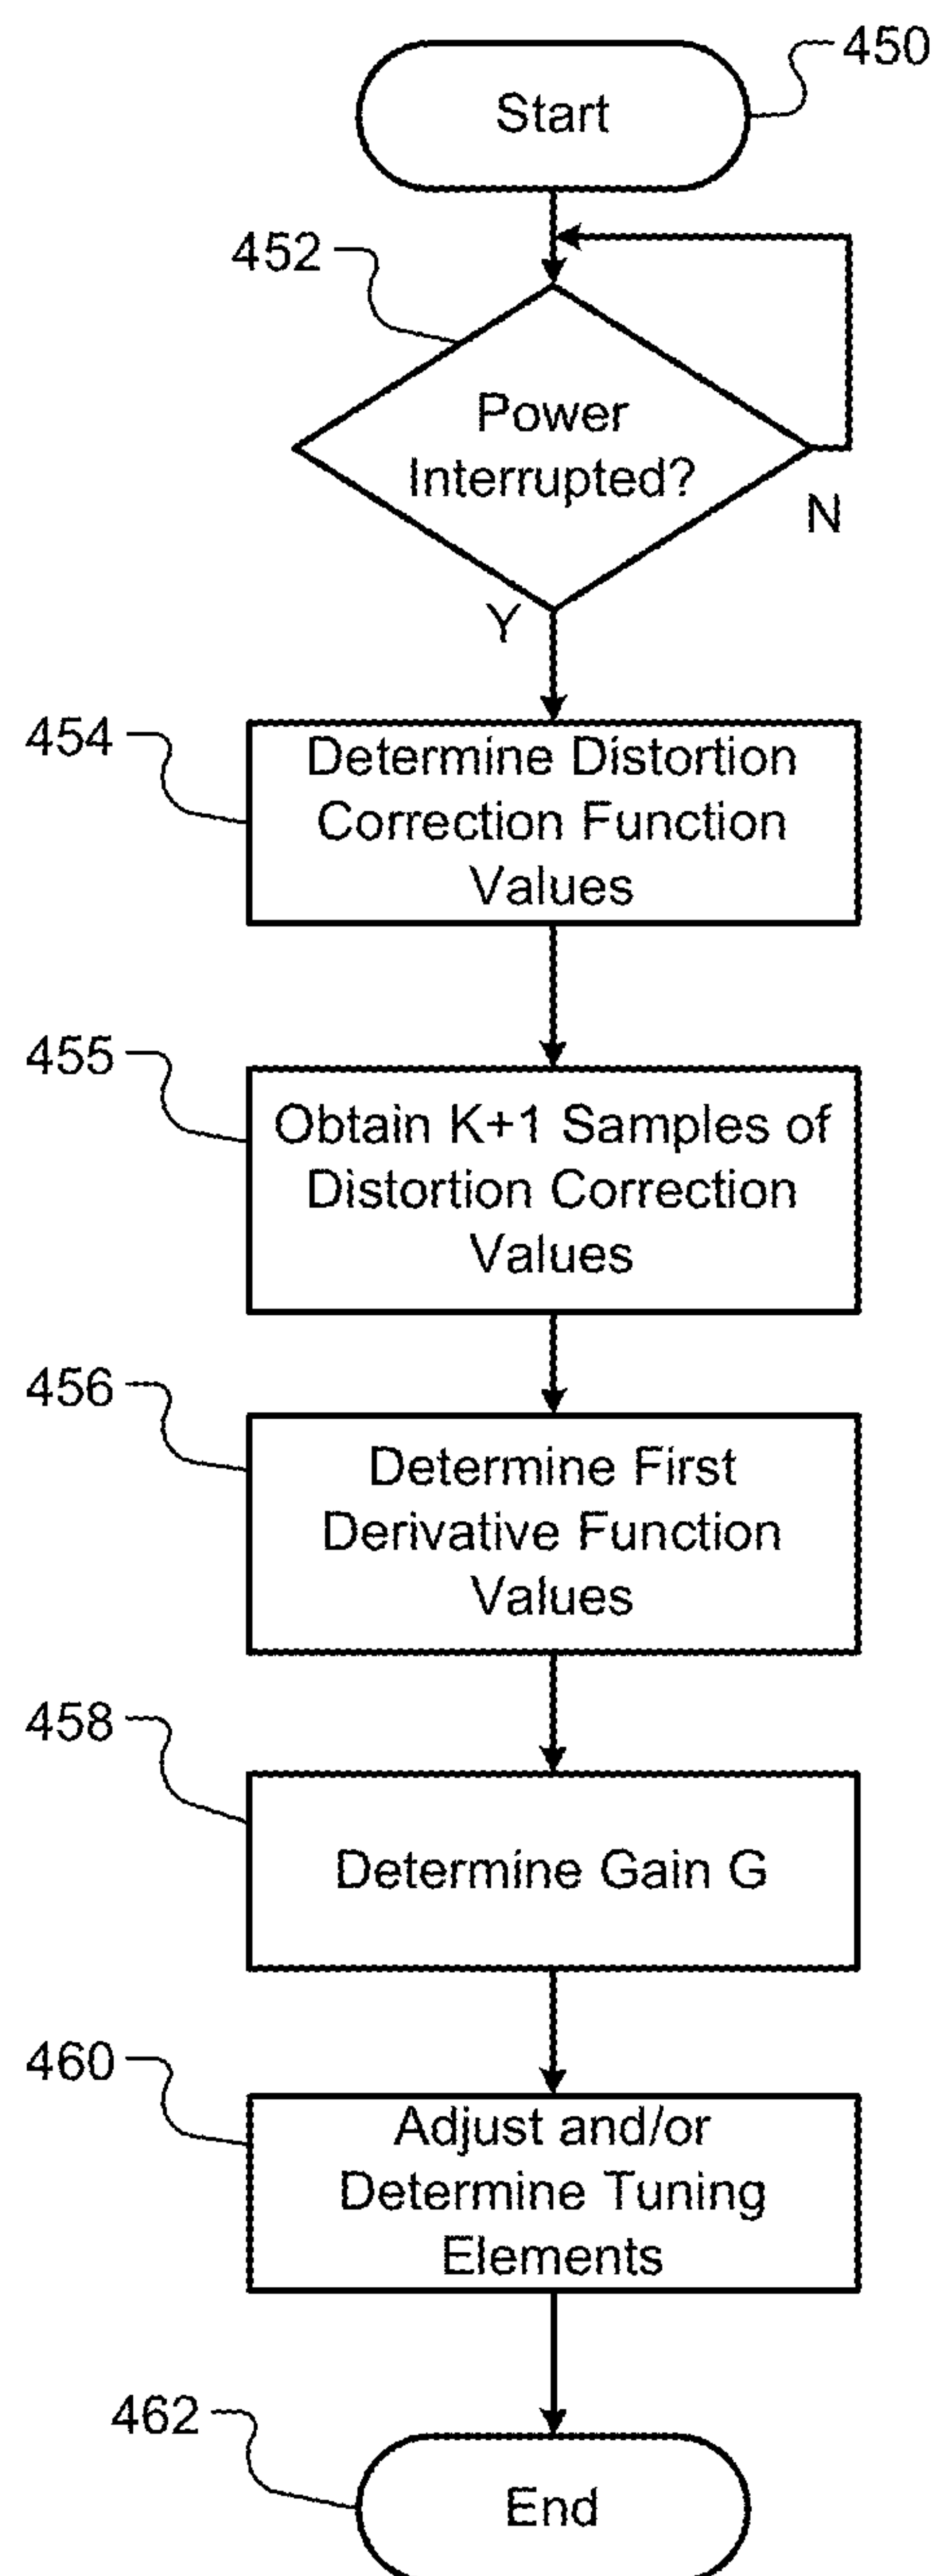 450
Start
452
Power
Interrupted?
N
Y
454
Determine Distortion
Correction Function
Values
455
Obtain K+1 Samples of
Distortion Correction
Values
456
Determine First
Derivative Function
Values
458
Determine Gain G
460
Adjust and/or
Determine Tuning
Elements
462
End